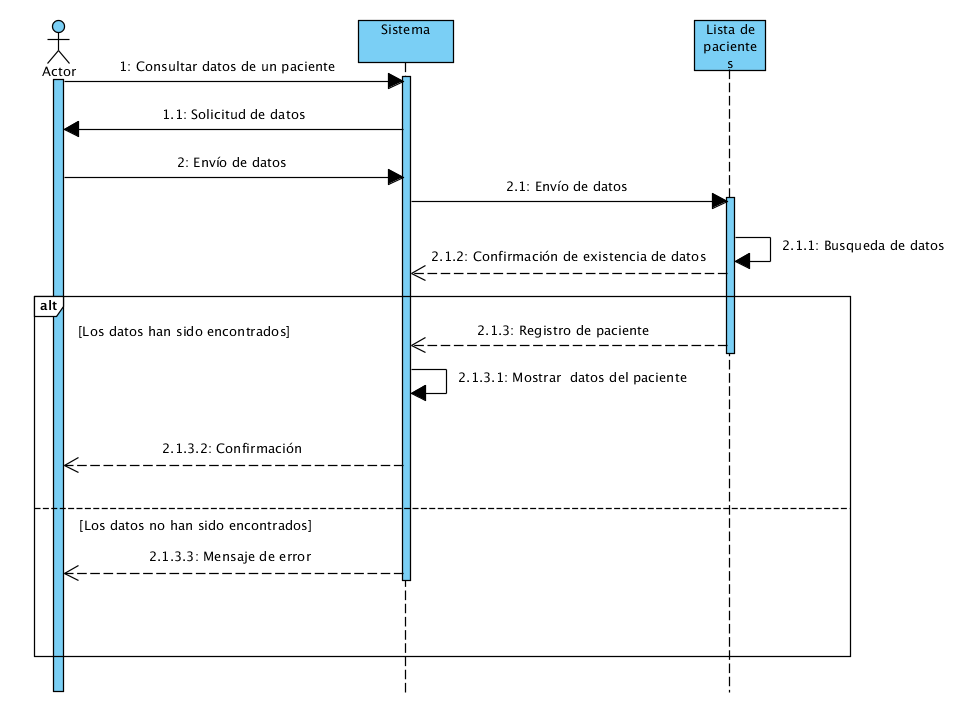 Actor
Sistema
Lista de
paciente
s
1: Consultar datos de un paciente
1.1: Solicitud de datos
2: Envío de datos
2.1: Envío de datos
2.1.1: Busqueda de datos
2.1.2: Confirmación de existencia de datos
alt
[Los datos han sido encontrados]
2.1.3: Registro de paciente
2.1.3.1: Mostrar  datos del paciente
2.1.3.2: Confirmación
[Los datos no han sido encontrados]
2.1.3.3: Mensaje de error